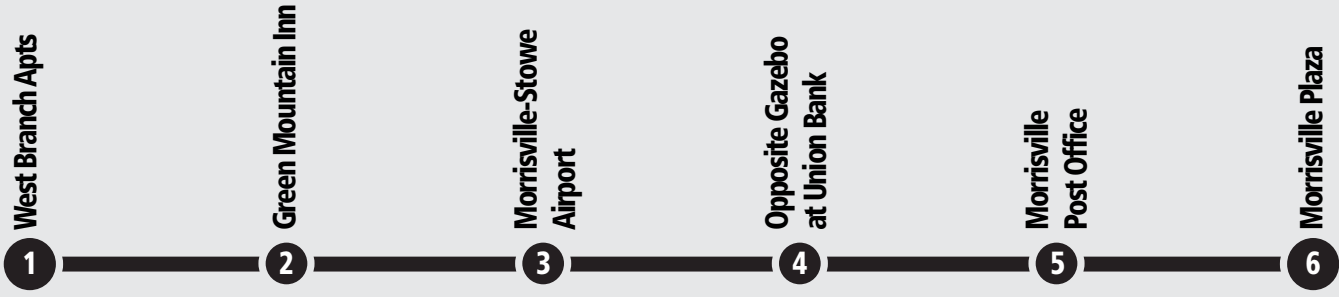 West Branch Apts
Green Mountain Inn
Morrisville-Stowe
Airport
Opposite Gazebo
at Union Bank
Morrisville
Post Office
Morrisville Plaza
1
2
3
4
5
6